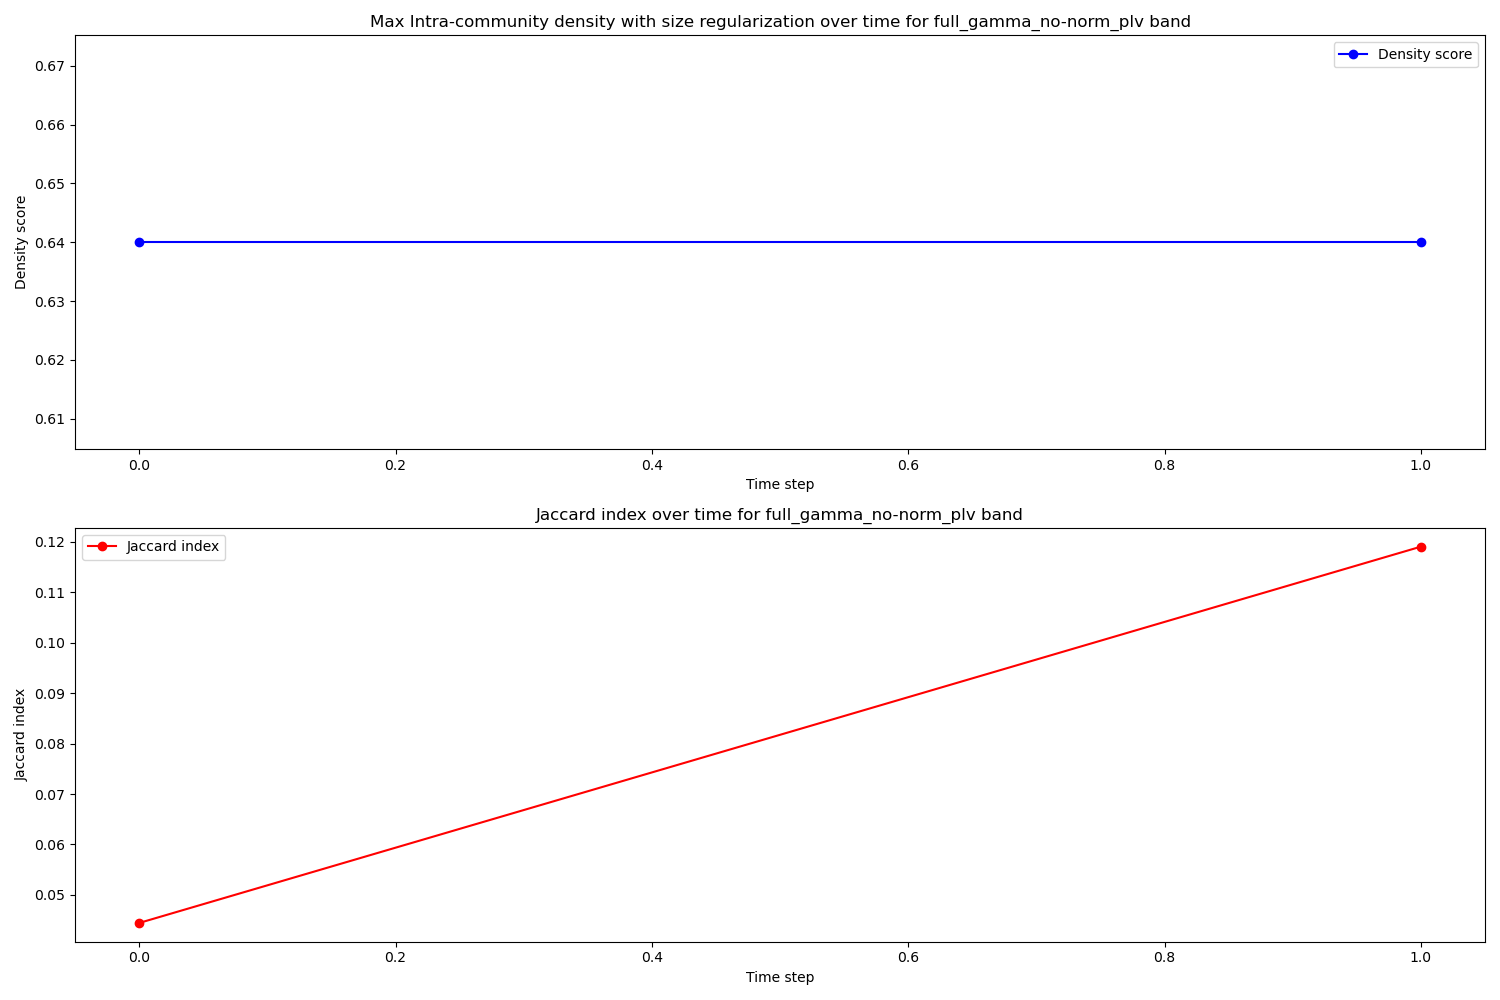 Max Intra-community density with size regularization over time for full_gamma_no-norm_plv band
Density score
0.67
0.66
0.65
0.64
0.63
0.62
0.61
Density score
0.0 0.2 0.4 0.6 0.8 1.0
Time step
Jaccard index over time for full_gamma_no-norm_plv band
Jaccard index
0.12
0.11
0.10
0.09
0.08
0.07
0.06
0.05
Jaccard index
0.0 0.2 0.4 0.6 0.8 1.0
Time step